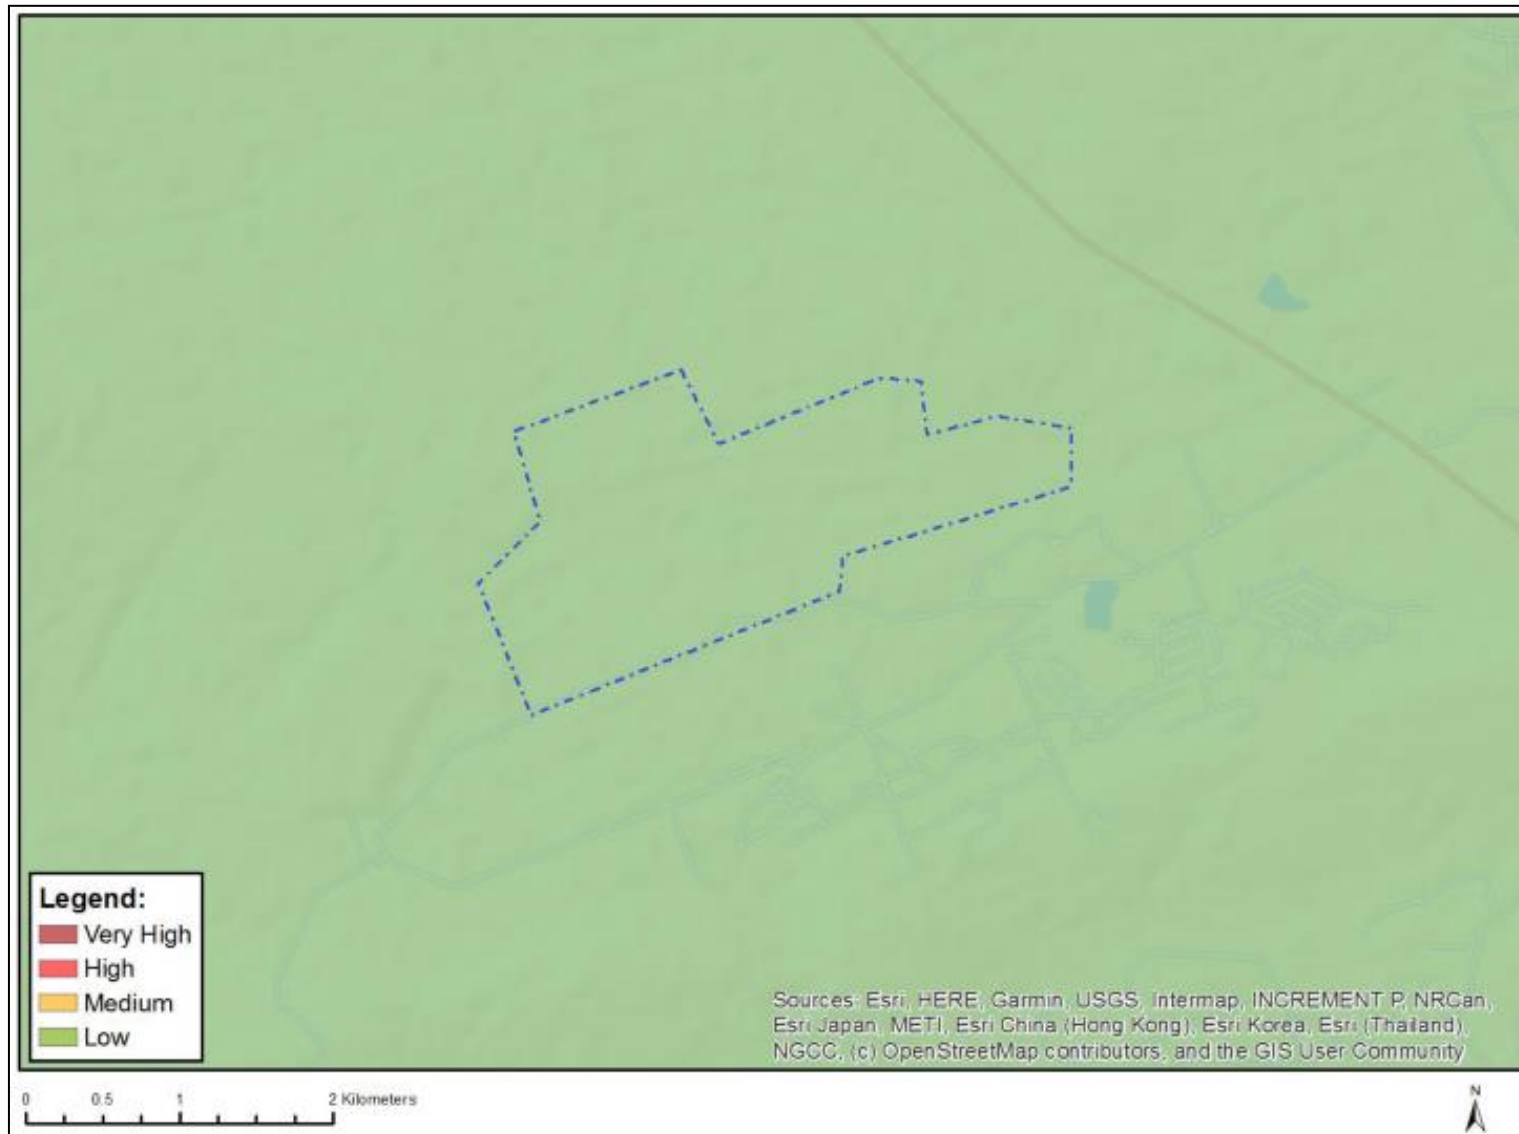 Legend:
Very High
High
Medium
Low
Sources: Esri, HERE, Garmin, USGS, Intermap, INCREMENT P, NRCan,
Esri Japan, METI, Esri China (Hong Kong), Esri Korea, Esri (Thailand),
NGCC, (c) OpenStreetMap contributors, and the GIS User Community
0 0.5 1 2 Kilometers
N